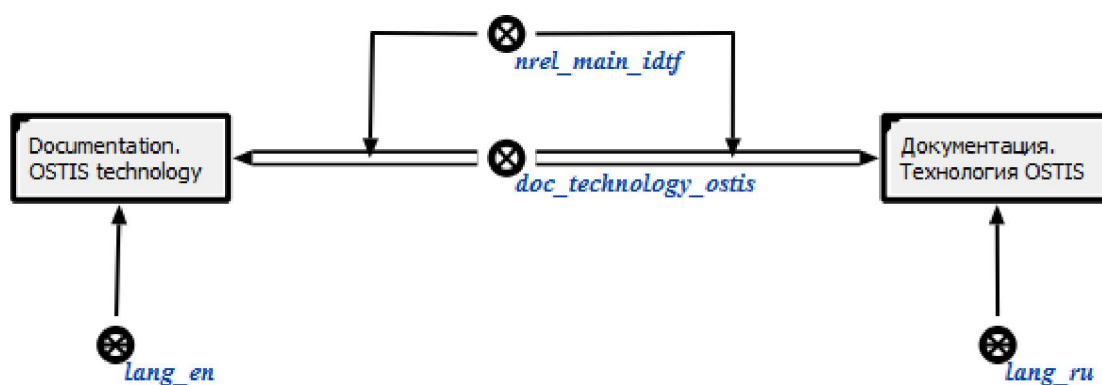 nrel_main_idtf
Documentation.
OSTIS technology
Документация.
Технология OSTIS
doc_technology_ostis
lang_en
lang_ru